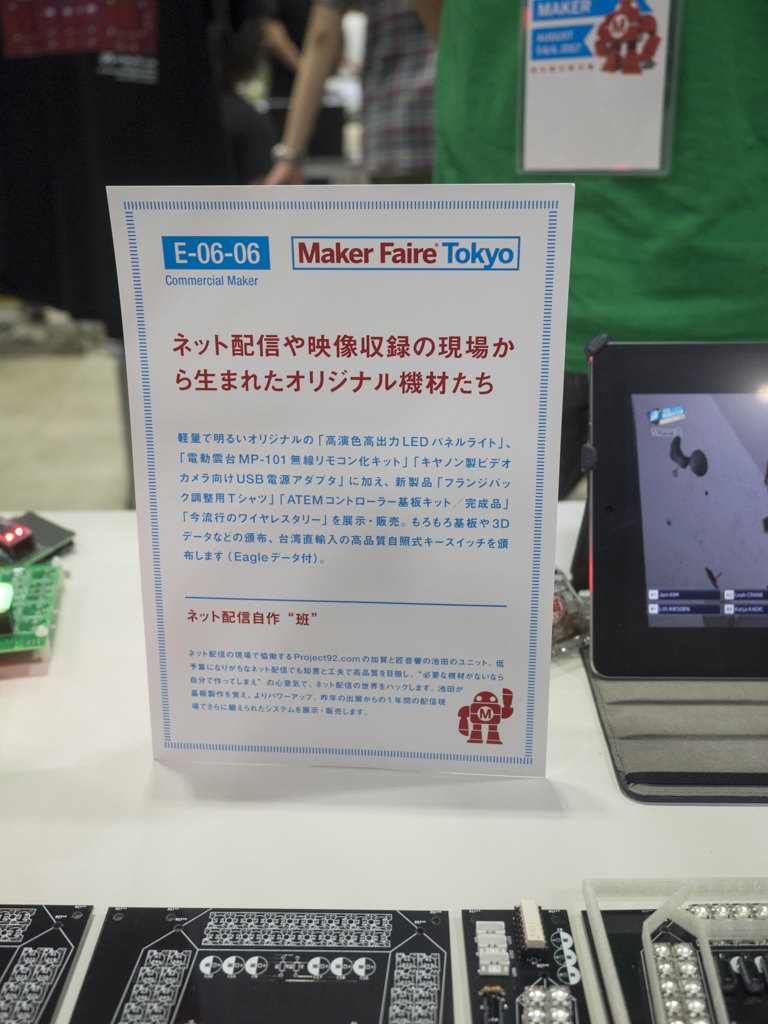 MAKER
AUGUST
5&6, 2017
E-06-06
Maker Faire® Tokyo
Commercial Maker
ネット配信や映像収録の現場か
ら生まれたオリジナル機材たち
軽量で明るいオリジナルの「高演色高出力LEDパネルライト」、
「電動雲台MP-101無線リモコン化キット」「キヤノン製ビデオ
カメラ向けUSB電源アダプタ」に加え、新製品「フランジバッ
ク調整用Tシャツ」「ATEMコントローラー基板キット／完成品」
「今流行のワイヤレスタリー」を展示・販売。もろもろ基板や3D
データなどの頒布、台湾直輸入の高品質自照式キースイッチを頒
布します（Eagleデータ付）。
ネット配信自作 “班”
ネット配信の現場で恊働するProject92.comの加賀と匠音響の池田のユニット。低
予算になりがちなネット配信でも知恵と工夫で高品質を目指し、“必要な機材がないなら
自分で作ってしまえ” の心意気で、ネット配信の世界をハックします。池田が
基板製作を覚え、よりパワーアップ。昨年の出展からの1年間の配信現
場でさらに鍛えられたシステムを展示・販売します。
M